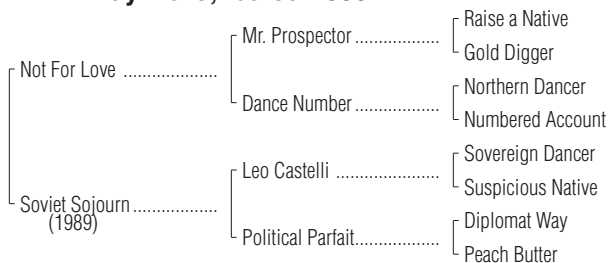 Raise a Native
Mr. Prospector ...................
Gold Digger
Not For Love .....................
Northern Dancer
Dance Number ...................
Numbered Account
Sovereign Dancer
Leo Castelli .......................
Suspicious Native
Soviet Sojourn ...................
(1989)
Diplomat Way
Political Parfait ...................
Peach Butter